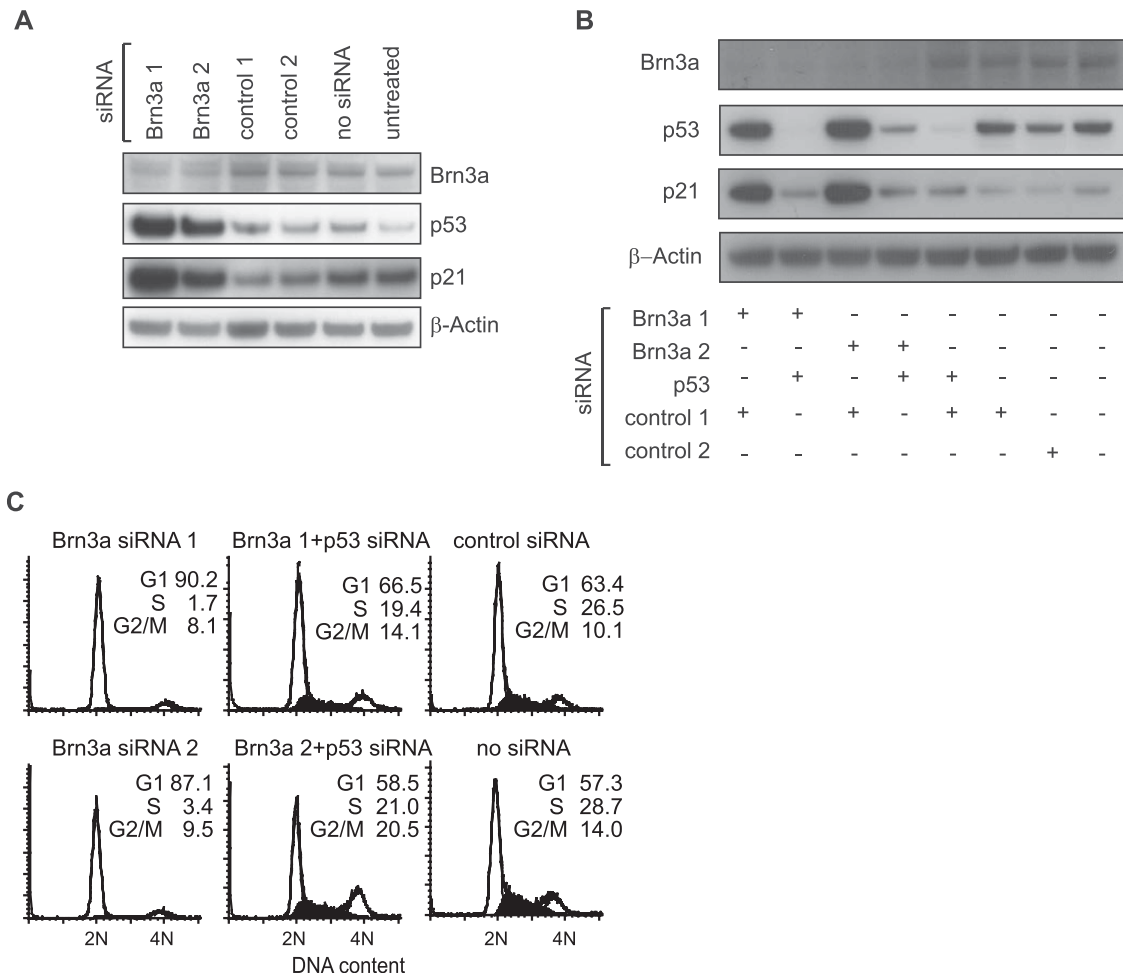 A
siRNA
Brn3a 1
Brn3a 2
control 1
control 2
no siRNA
untreated
Brn3a
p53
p21
β-Actin
B
Brn3a
p53
p21
β–Actin
siRNA
Brn3a 1 + + - - - - - -
Brn3a 2 - - + + - - - -
p53 - + - + + - - -
control 1 + - + - + + - -
control 2 - - - - - - + -
C
Brn3a siRNA 1
G1 90.2
S 1.7
G2/M 8.1
Brn3a 1+p53 siRNA
G1 66.5
S 19.4
G2/M 14.1
control siRNA
G1 63.4
S 26.5
G2/M 10.1
Brn3a siRNA 2
G1 87.1
S 3.4
G2/M 9.5
Brn3a 2+p53 siRNA
G1 58.5
S 21.0
G2/M 20.5
no siRNA
G1 57.3
S 28.7
G2/M 14.0
2N 4N 2N 4N 2N 4N
DNA content